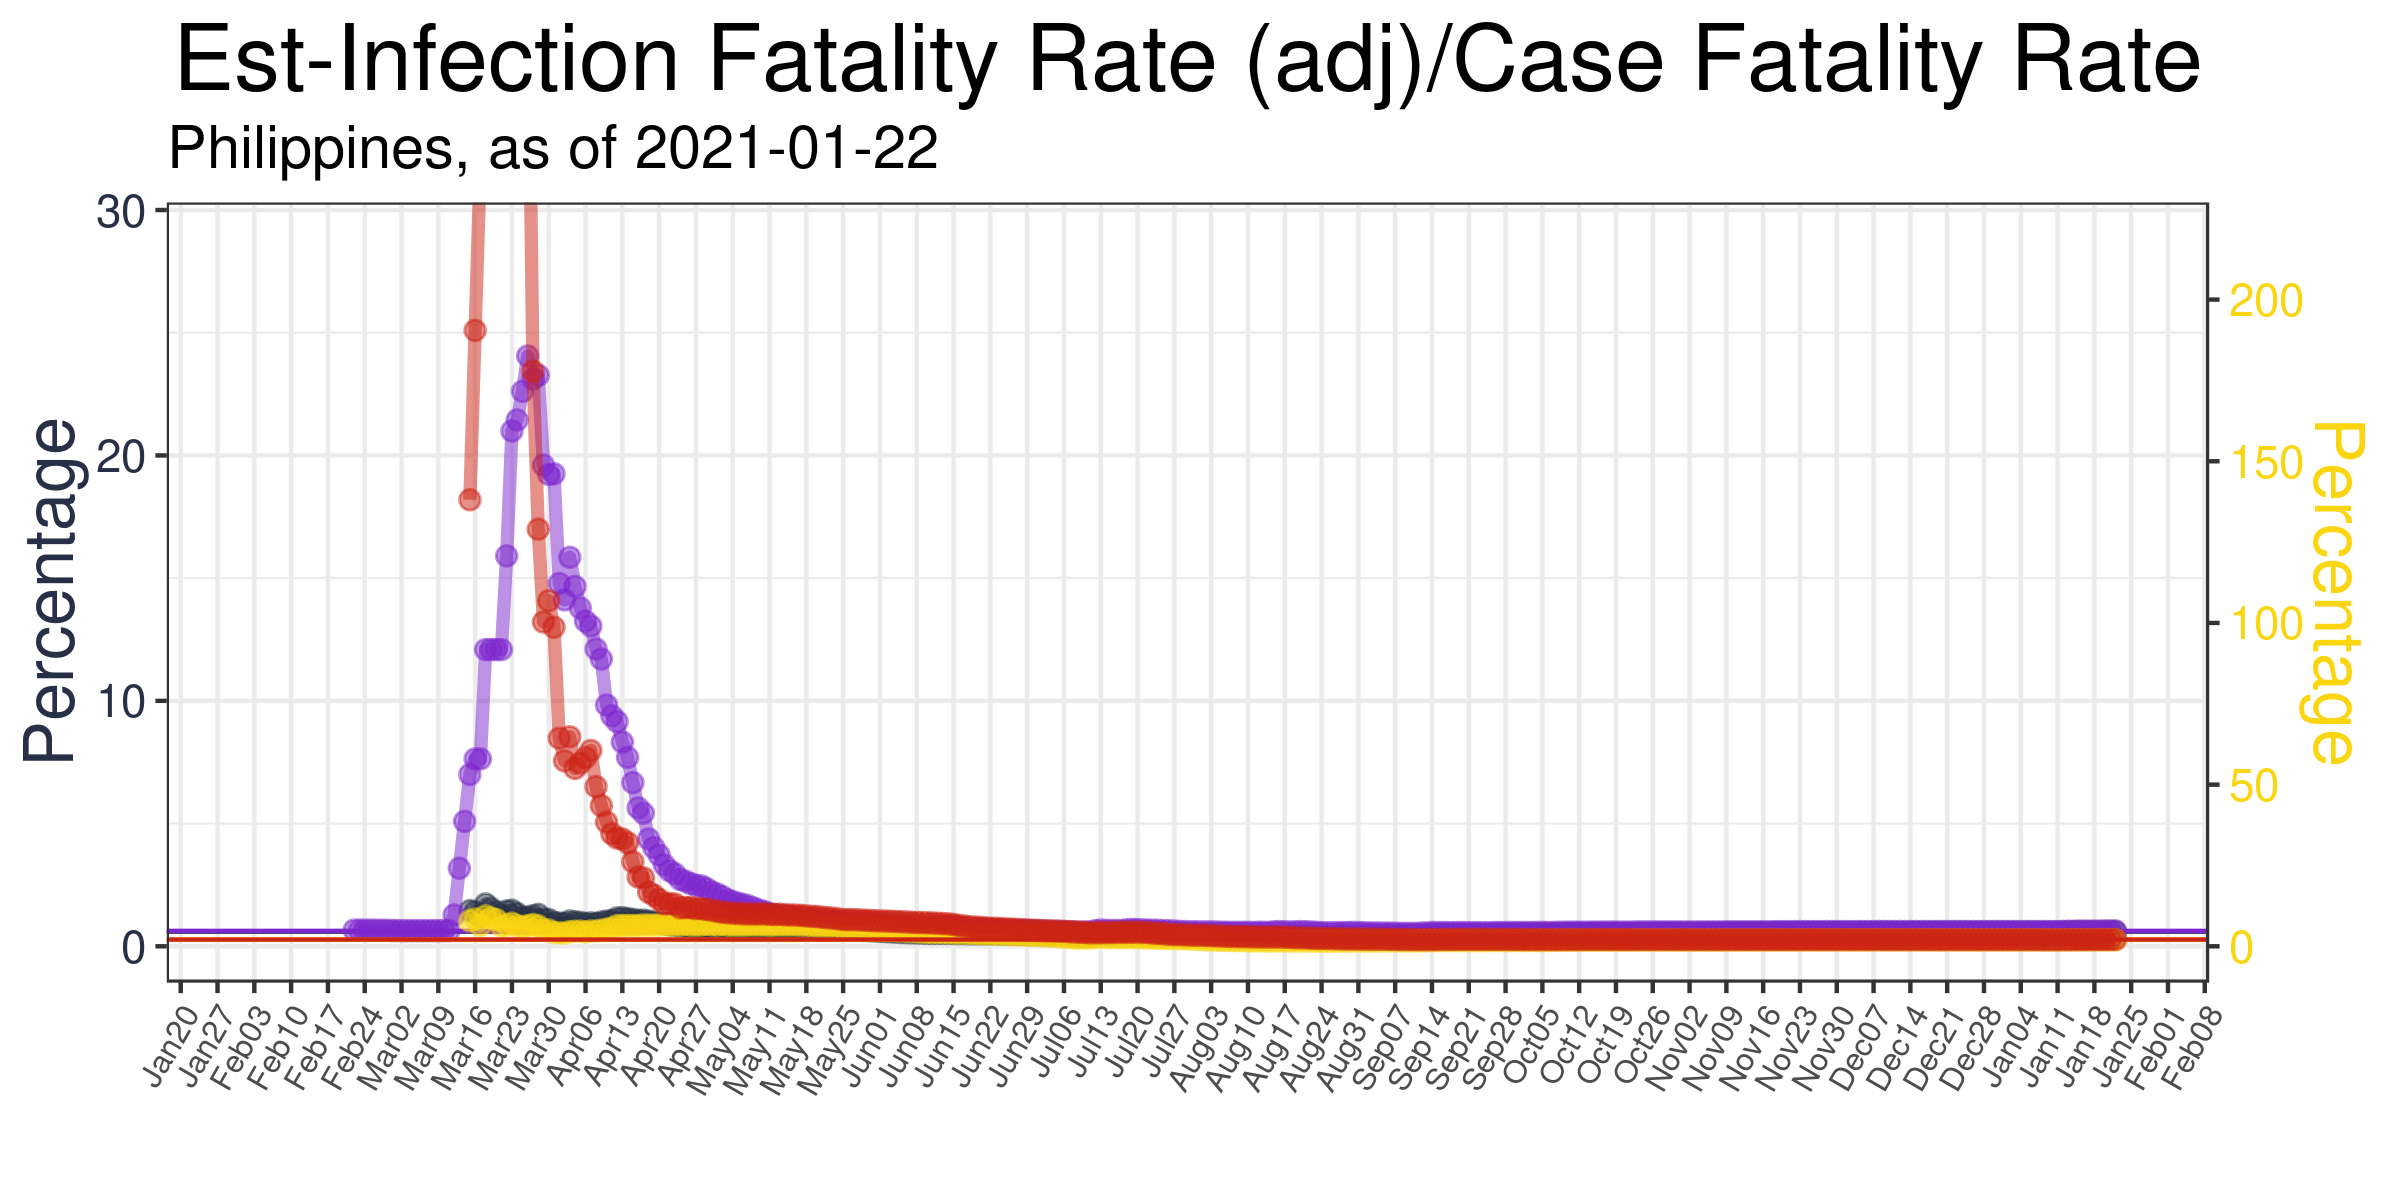 Est-Infection Fatality Rate (adj)/Case Fatality Rate
Philippines, as of 2021-01-22
Percentage
30
20
10
0
200
150
100
50
0
Percentage
Jan20
Jan27
Feb03
Feb10
Feb17
Feb24
Mar02
Mar09
Mar16
Mar23
Mar30
Apr06
Apr13
Apr20
Apr27
May04
May11
May18
May25
Jun01
Jun08
Jun15
Jun22
Jun29
Jul06
Jul13
Jul20
Jul27
Aug03
Aug10
Aug17
Aug24
Aug31
Sep07
Sep14
Sep21
Sep28
Oct05
Oct12
Oct19
Oct26
Nov02
Nov09
Nov16
Nov23
Nov30
Dec07
Dec14
Dec21
Dec28
Jan04
Jan11
Jan18
Jan25
Feb01
Feb08